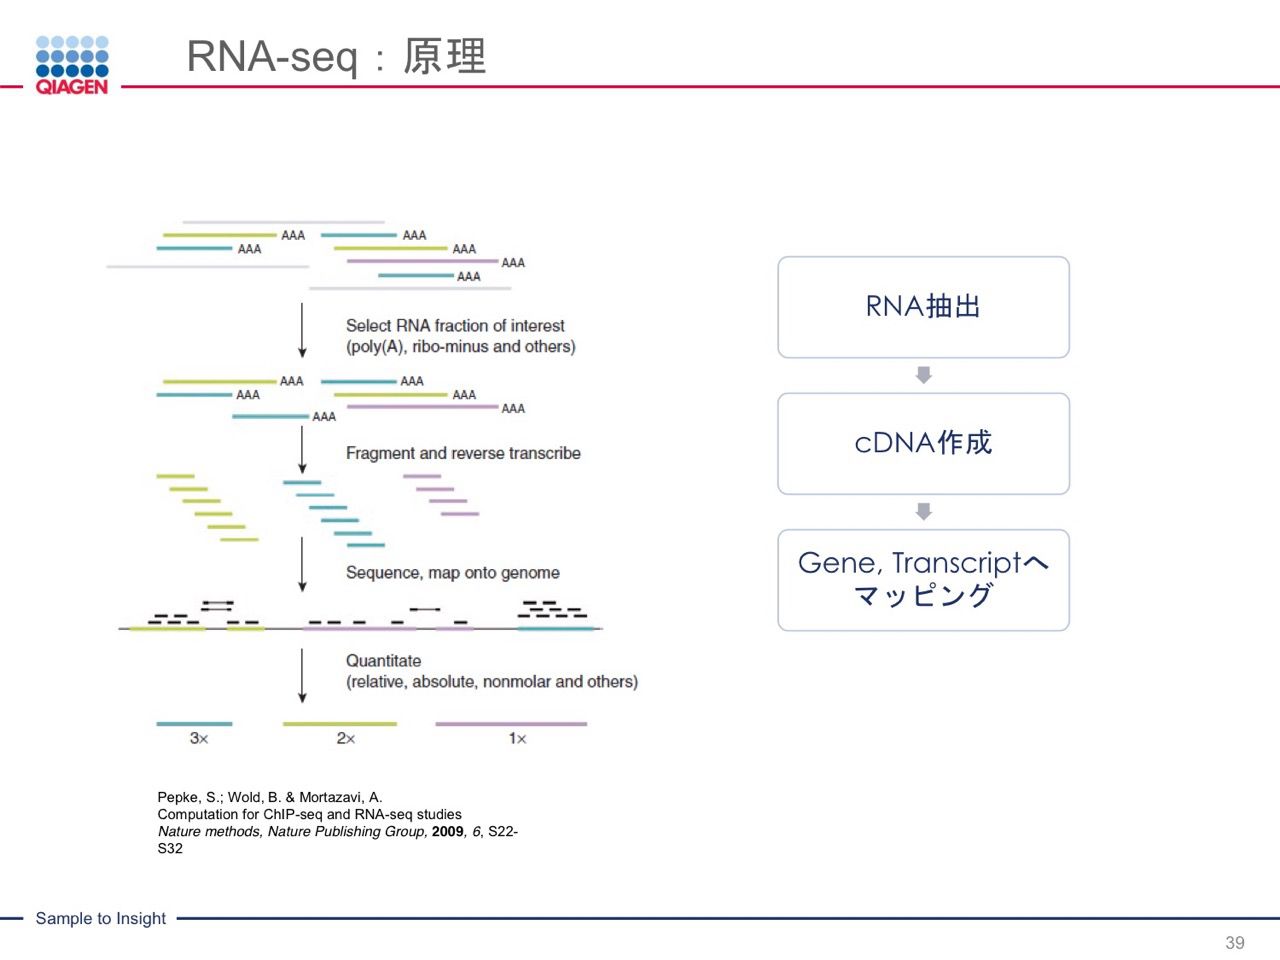 QIAGEN
RNA-seq：原理
AAA
AAA
AAA
AAA
AAA
AAA
Select RNA fraction of interest
(poly(A), ribo-minus and others)
AAA
AAA
AAA
AAA
AAA
AAA
Fragment and reverse transcribe
Sequence, map onto genome
Quantitate
(relative, absolute, nonmolar and others)
3×
2×
1×
RNA抽出
cDNA作成
Gene, Transcriptへ
マッピング
Pepke, S.; Wold, B. & Mortazavi, A.
Computation for ChIP-seq and RNA-seq studies
Nature methods, Nature Publishing Group, 2009, 6, S22-
S32
Sample to Insight
39